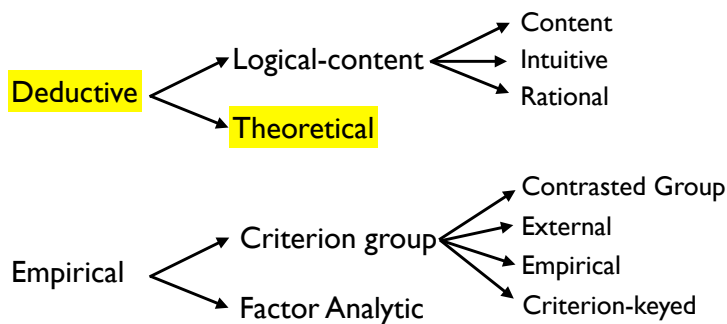 Deductive
Logical-content
Theoretical
Content
Intuitive
Rational
Empirical
Criterion group
Factor Analytic
Contrasted Group
External
Empirical
Criterion-keyed